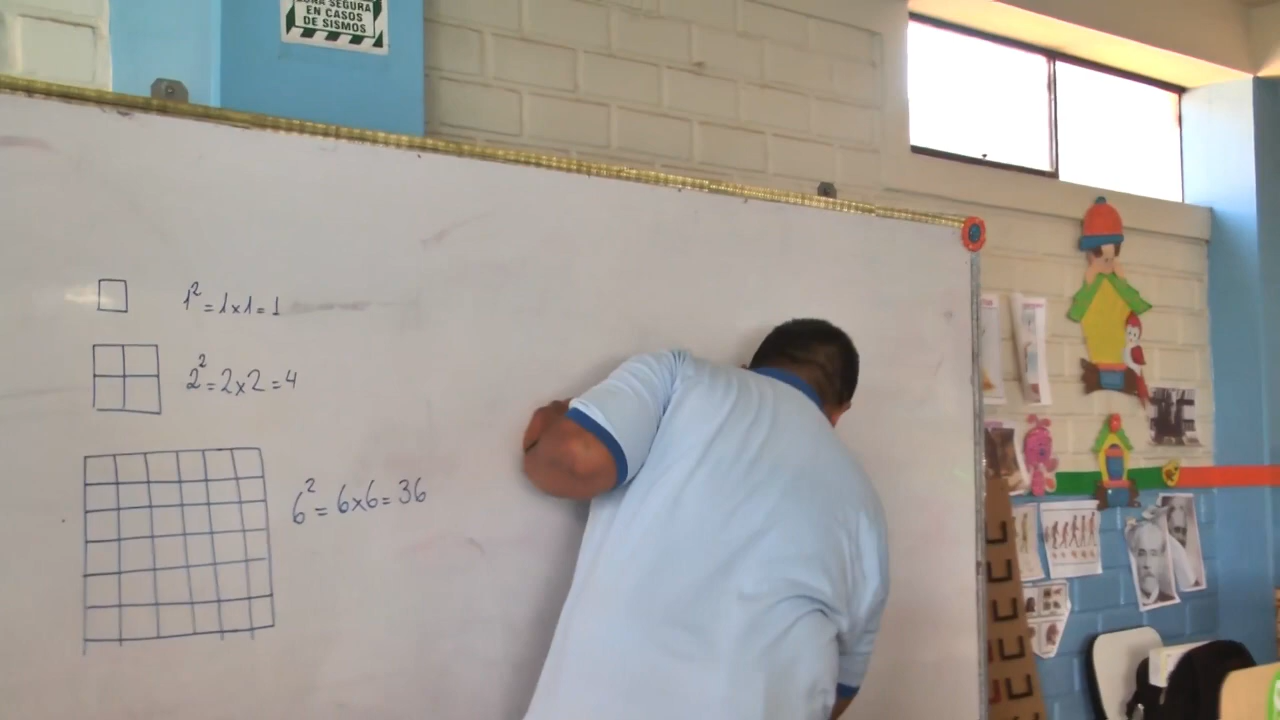 ZONA SEGURA
EN CASOS
DE SISMOS
1²=1x1=1
2²=2x2=4
6²=6x6=36